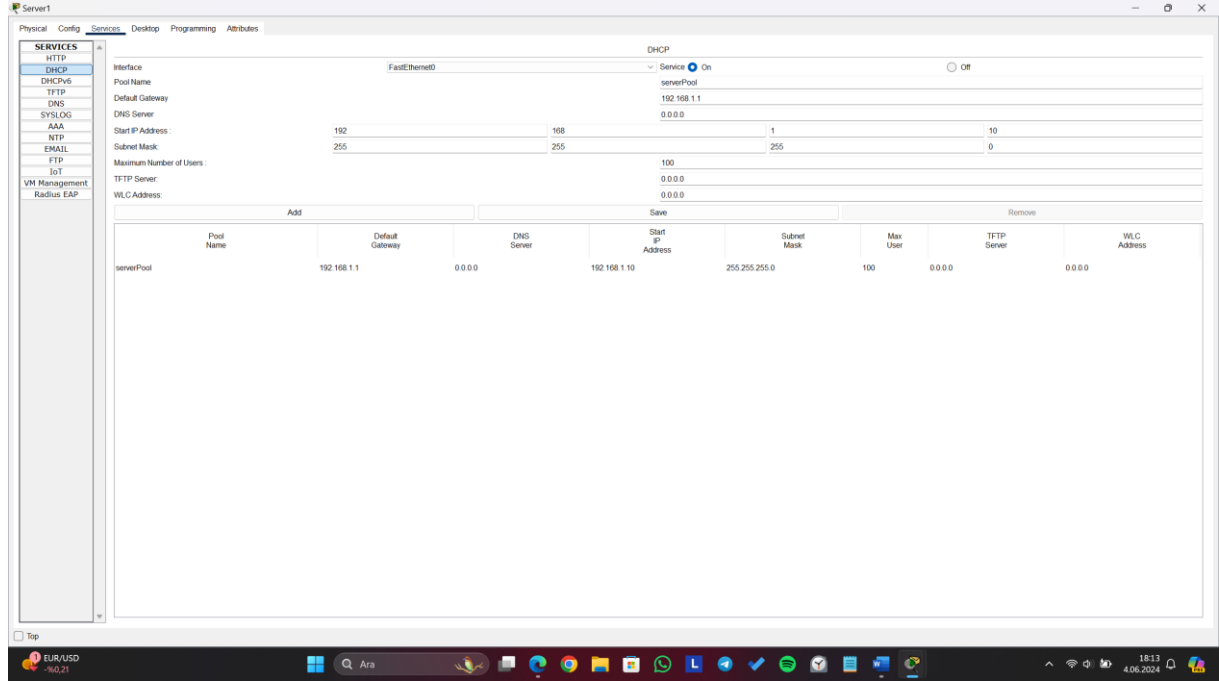 Server1
Physical Config Services Desktop Programming Attributes
SERVICES
HTTP
DHCP
DHCPv6
TFTP
DNS
SYSLOG
AAA
NTP
EMAIL
FTP
IoT
VM Management
Radius EAP
DHCP
Interface FastEthernet0 Service On Off
Pool Name serverPool
Default Gateway 192.168.1.1
DNS Server 0.0.0.0
Start IP Address : 192 168 1 10
Subnet Mask: 255 255 255 0
Maximum Number of Users : 100
TFTP Server: 0.0.0.0
WLC Address: 0.0.0.0
Add Save Remove
Pool Name Default Gateway DNS Server Start IP Address Subnet Mask Max User TFTP Server WLC Address
serverPool 192.168.1.1 0.0.0.0 192.168.1.10 255.255.255.0 100 0.0.0.0 0.0.0.0
Top
1 EUR/USD
-%0,21
Ara
L
18:13
4.06.2024